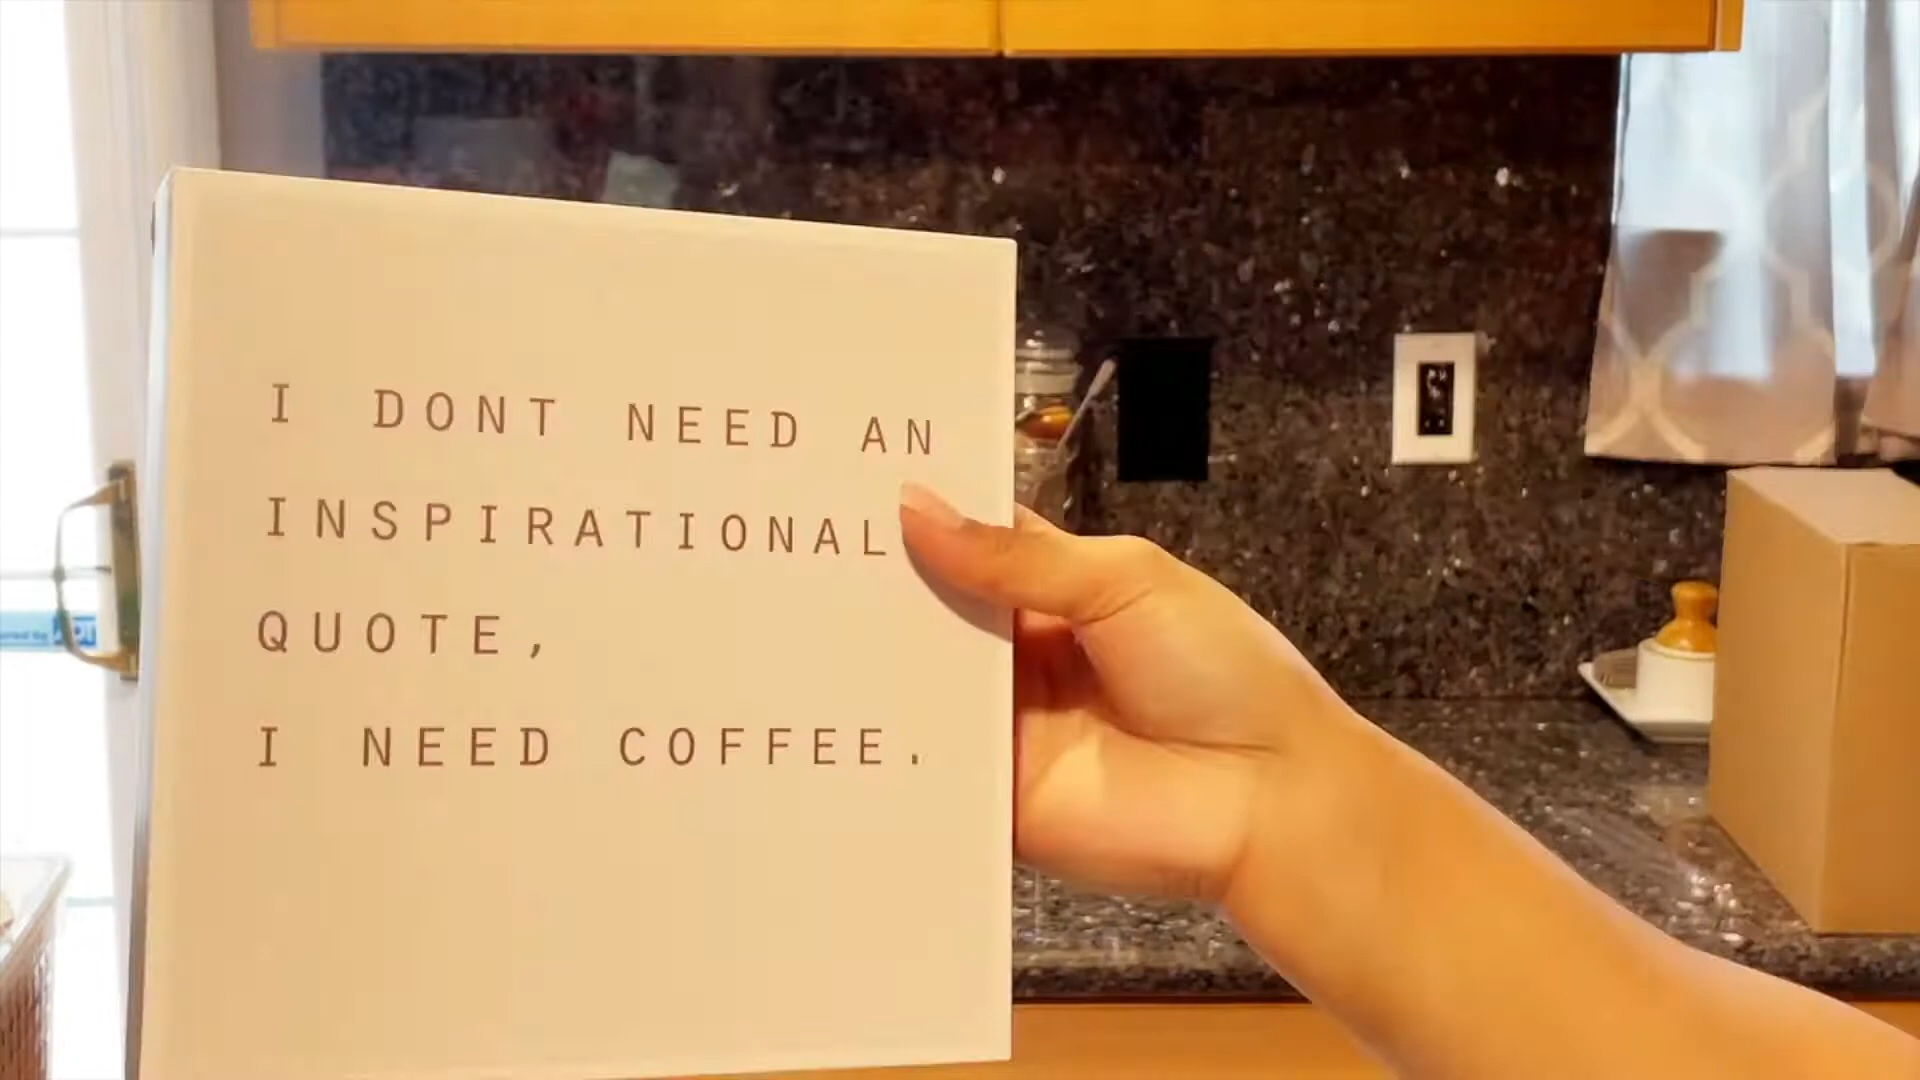 I DONT NEED AN
INSPIRATIONAL
QUOTE,
I NEED COFFEE.